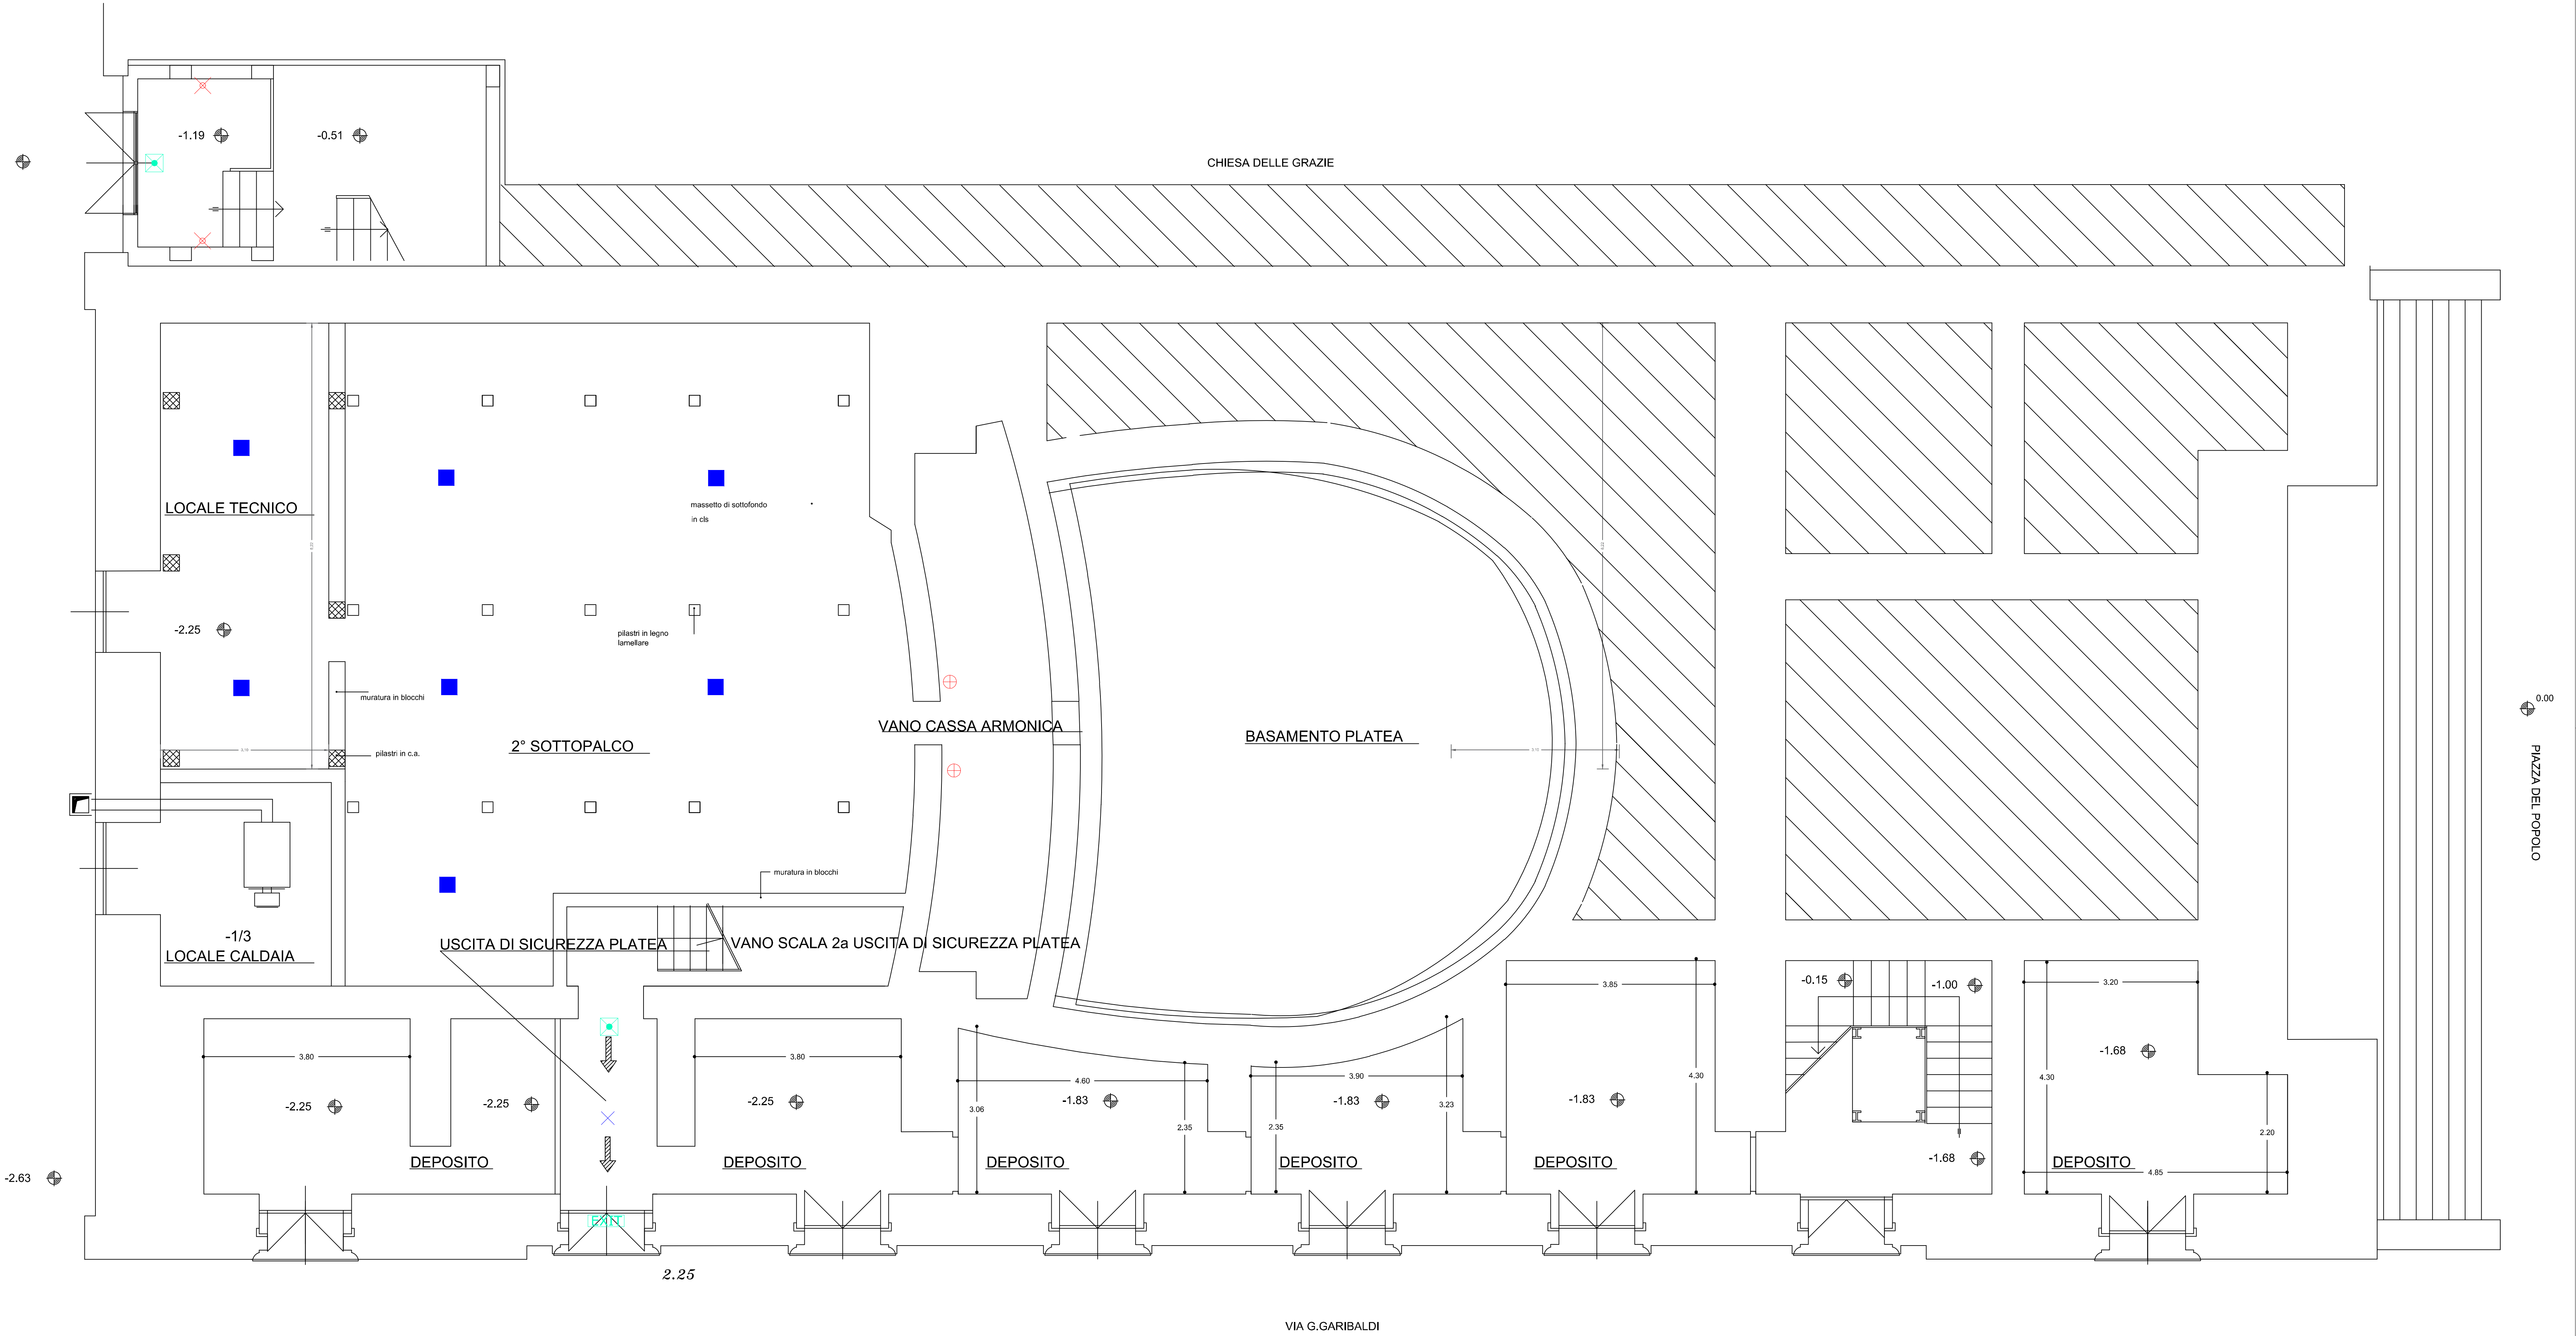 -1.19
-0.51
CHIESA DELLE GRAZIE
LOCALE TECNICO
massetto di sottofondo
in cls
-2.25
pilastri in legno
lamellare
muratura in blocchi
VANO CASSA ARMONICA
BASAMENTO PLATEA
0.00
PIAZZA DEL POPOLO
2° SOTTOPALCO
pilastri in c.a.
muratura in blocchi
-1/3
LOCALE CALDAIA
USCITA DI SICUREZZA PLATEA
VANO SCALA 2a USCITA DI SICUREZZA PLATEA
-0.15
-1.00
3.85
3.20
3.80
3.80
4.60
3.90
4.30
4.30
-1.68
-2.25
-2.25
-2.25
3.06
-1.83
2.35
2.35
-1.83
3.23
-1.83
2.20
-1.68
DEPOSITO
DEPOSITO
DEPOSITO
DEPOSITO
DEPOSITO
DEPOSITO
4.85
-2.63
EXIT
2.25
VIA G.GARIBALDI